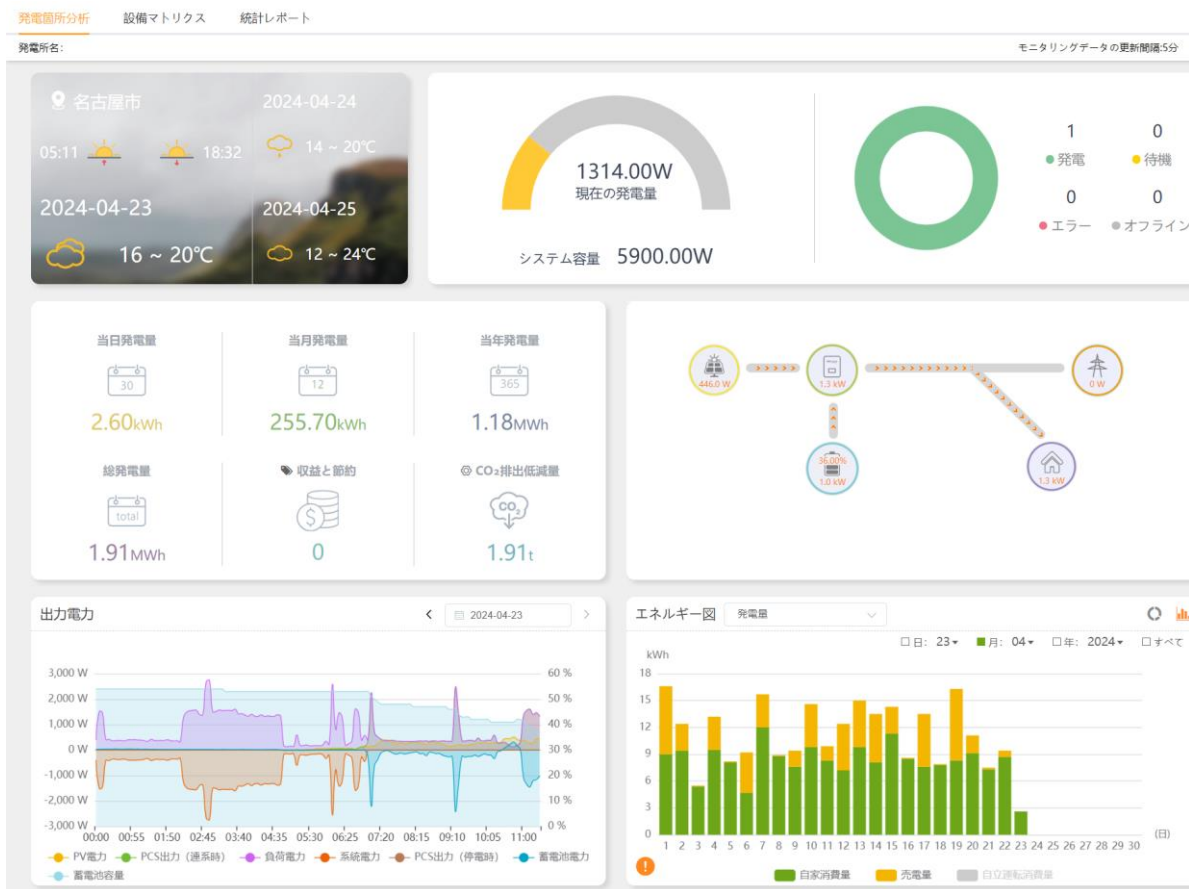 発電箇所分析 設備マトリクス 統計レポート
発電所名: モニタリングデータの更新間隔:5分
名古屋市
05:11 18:32
2024-04-23
16 ~ 20℃
2024-04-24
14 ~ 20℃
2024-04-25
12 ~ 24℃
1314.00W
現在の発電量
システム容量 5900.00W
1 0
発電 待機
0 0
エラー オフライン
当日発電量 当月発電量 当年発電量
30 12 365
2.60kWh 255.70kWh 1.18MWh
総発電量 収益と節約 CO₂排出低減量
total $ CO₂
1.91MWh 0 1.91t
446.0 W 1.3 kW 0 W
36.00%
1.0 kW 1.3 kW
出力電力 2024-04-23
3,000 W 60 %
2,000 W 50 %
1,000 W 40 %
0 W 30 %
-1,000 W 20 %
-2,000 W 10 %
-3,000 W 0 %
00:00 00:55 01:50 02:45 03:40 04:35 05:30 06:25 07:20 08:15 09:10 10:05 11:00
PV電力 PCS出力（連系時） 負荷電力 系統電力 PCS出力（停電時） 蓄電池電力
蓄電池容量
エネルギー図 発電量
日: 23 月: 04 年: 2024 すべて
kWh
18
15
12
9
6
3
0
1 2 3 4 5 6 7 8 9 10 11 12 13 14 15 16 17 18 19 20 21 22 23 24 25 26 27 28 29 30 (日)
自家消費量 売電量 自立運転消費量